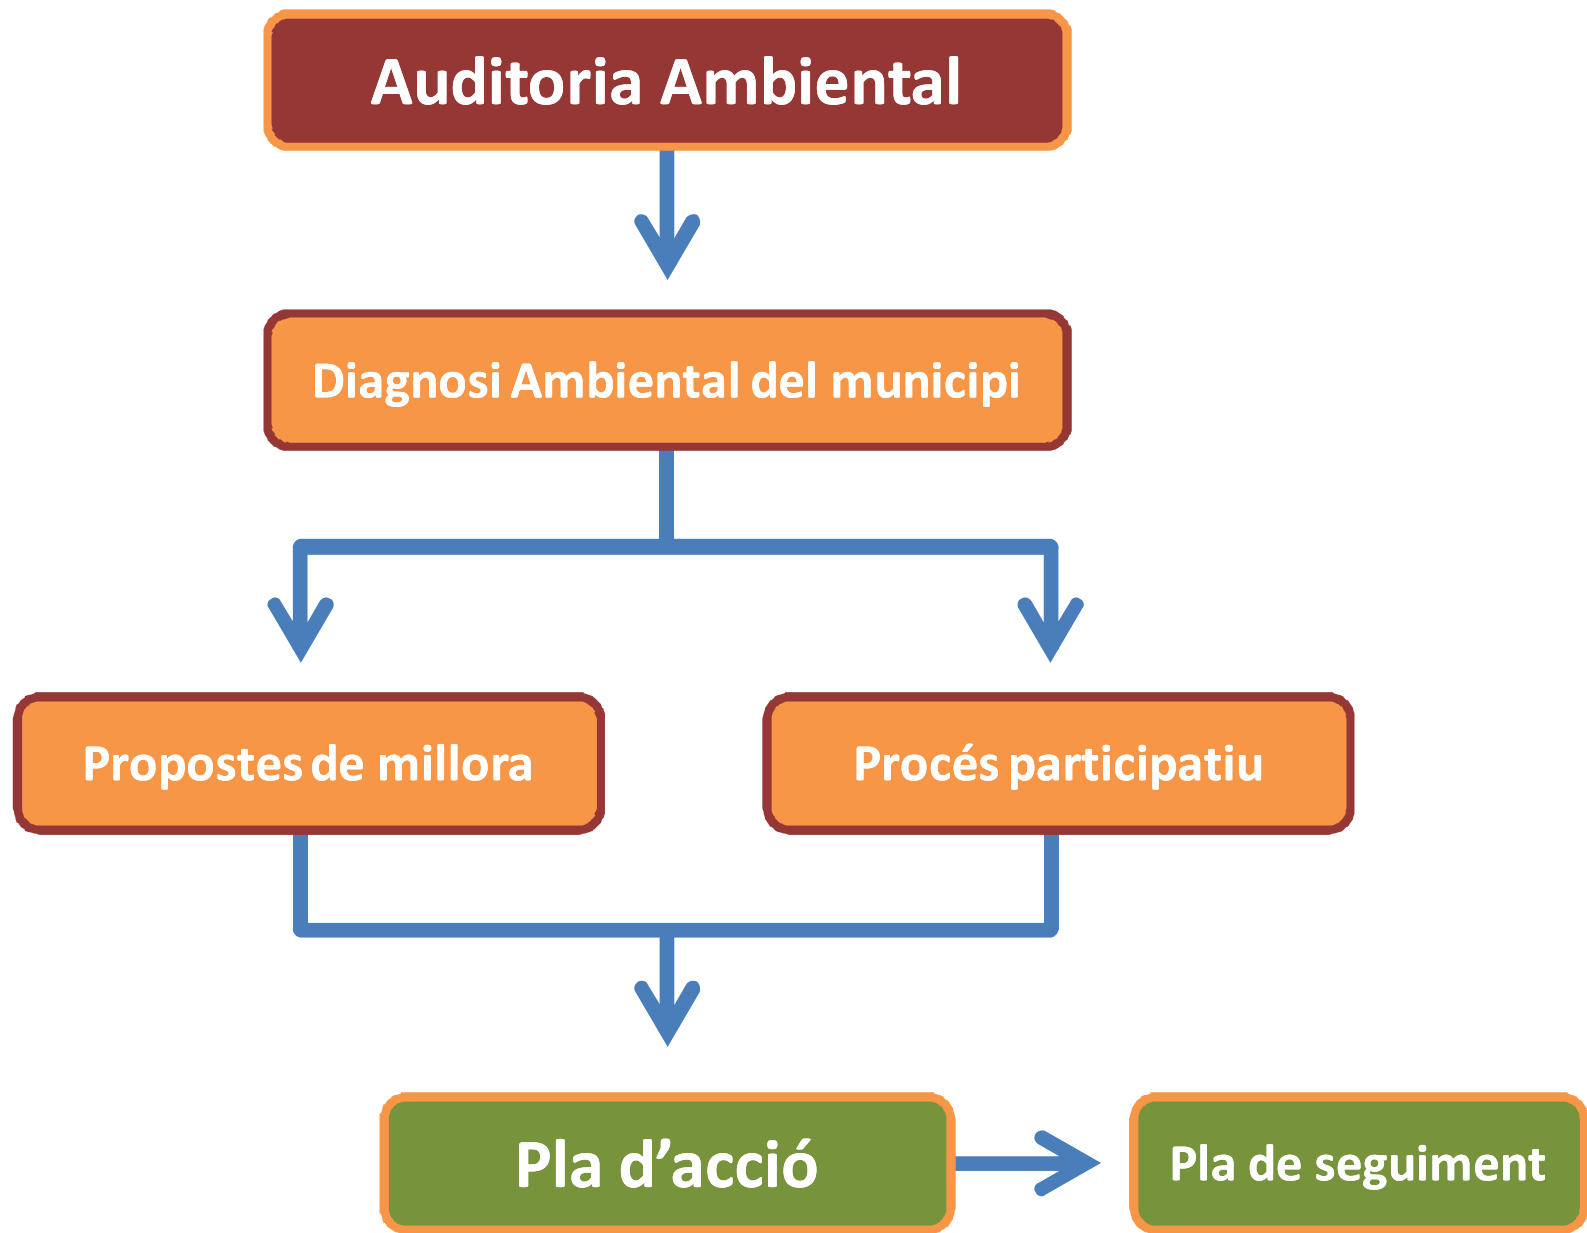 Auditoria Ambiental
Diagnosi Ambiental del municipi
Propostes de millora
Procés participatiu
Pla d’acció
Pla de seguiment